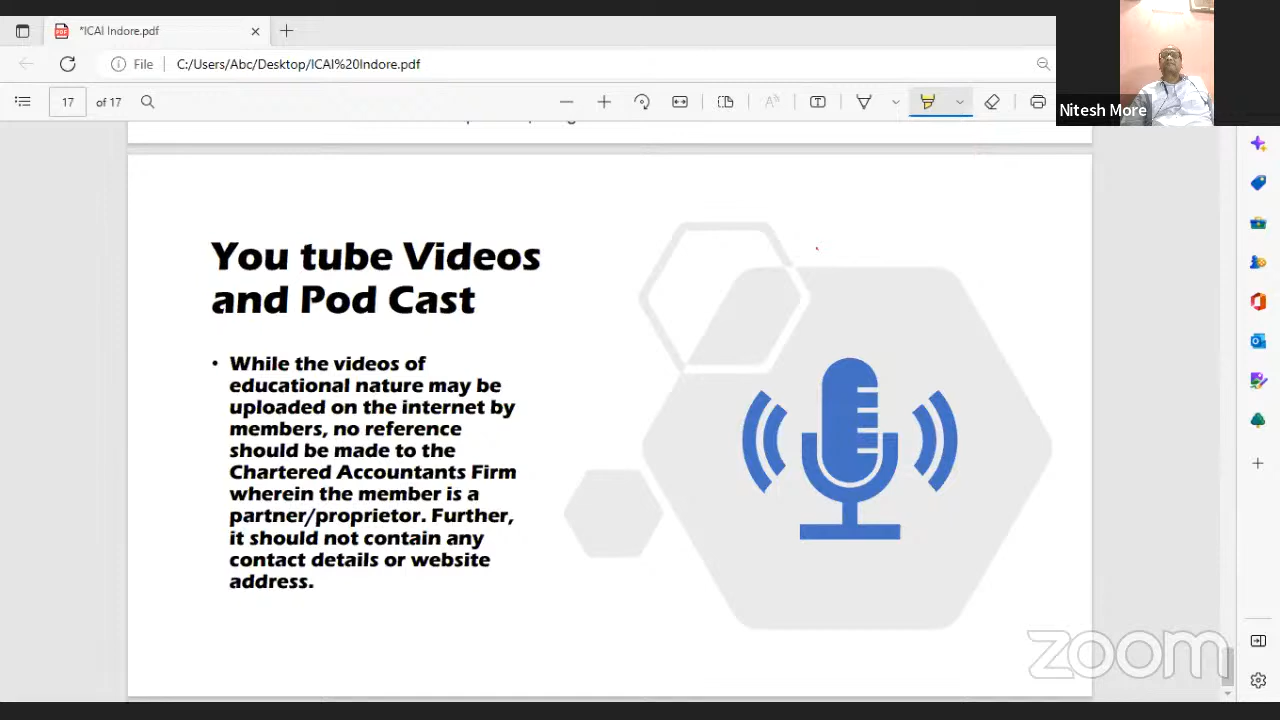 *ICAI Indore.pdf
File
C:/Users/Abc/Desktop/ICAI%20Indore.pdf
17
of 17
Nitesh More
You tube Videos
and Pod Cast
• While the videos of
educational nature may be
uploaded on the internet by
members, no reference
should be made to the
Chartered Accountants Firm
wherein the member is a
partner/proprietor. Further,
it should not contain any
contact details or website
address.
zoom